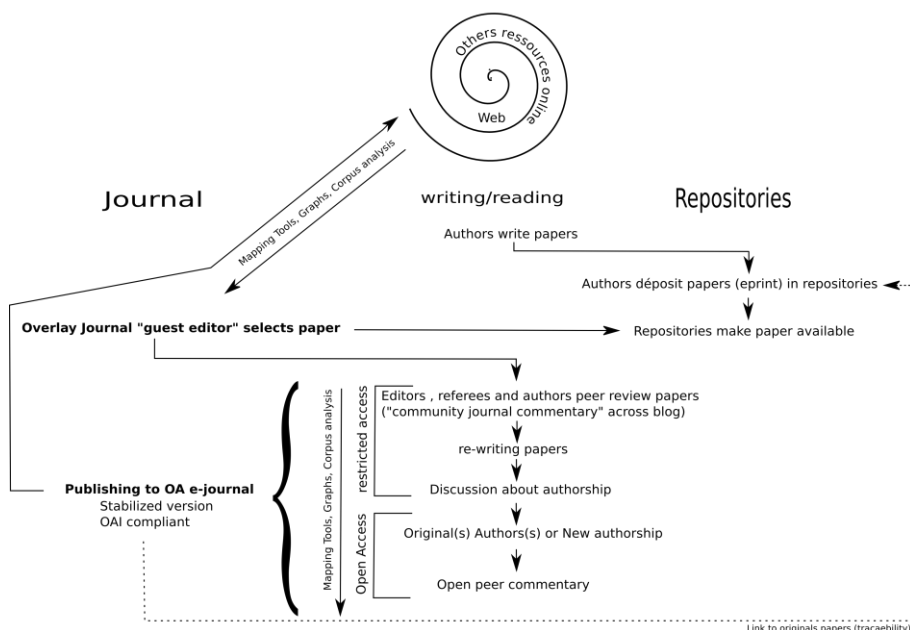 Others ressources online
Web
Journal
writing/reading
Repositories
Mapping Tools, Graphs, Corpus analysis
Authors write papers
Authors déposit papers (eprint) in repositories
Overlay Journal "guest editor" selects paper
Repositories make paper available
Editors , referees and authors peer review papers
("community journal commentary" across blog)
re-writing papers
Discussion about authorship
restricted access
Mapping Tools, Graphs, Corpus analysis
Publishing to OA e-journal
Stabilized version
OAI compliant
Open Access
Original(s) Authors(s) or New authorship
Open peer commentary
Link to originals papers (tracaebility)